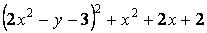 (2x² − y − 3)² + x² + 2x + 2